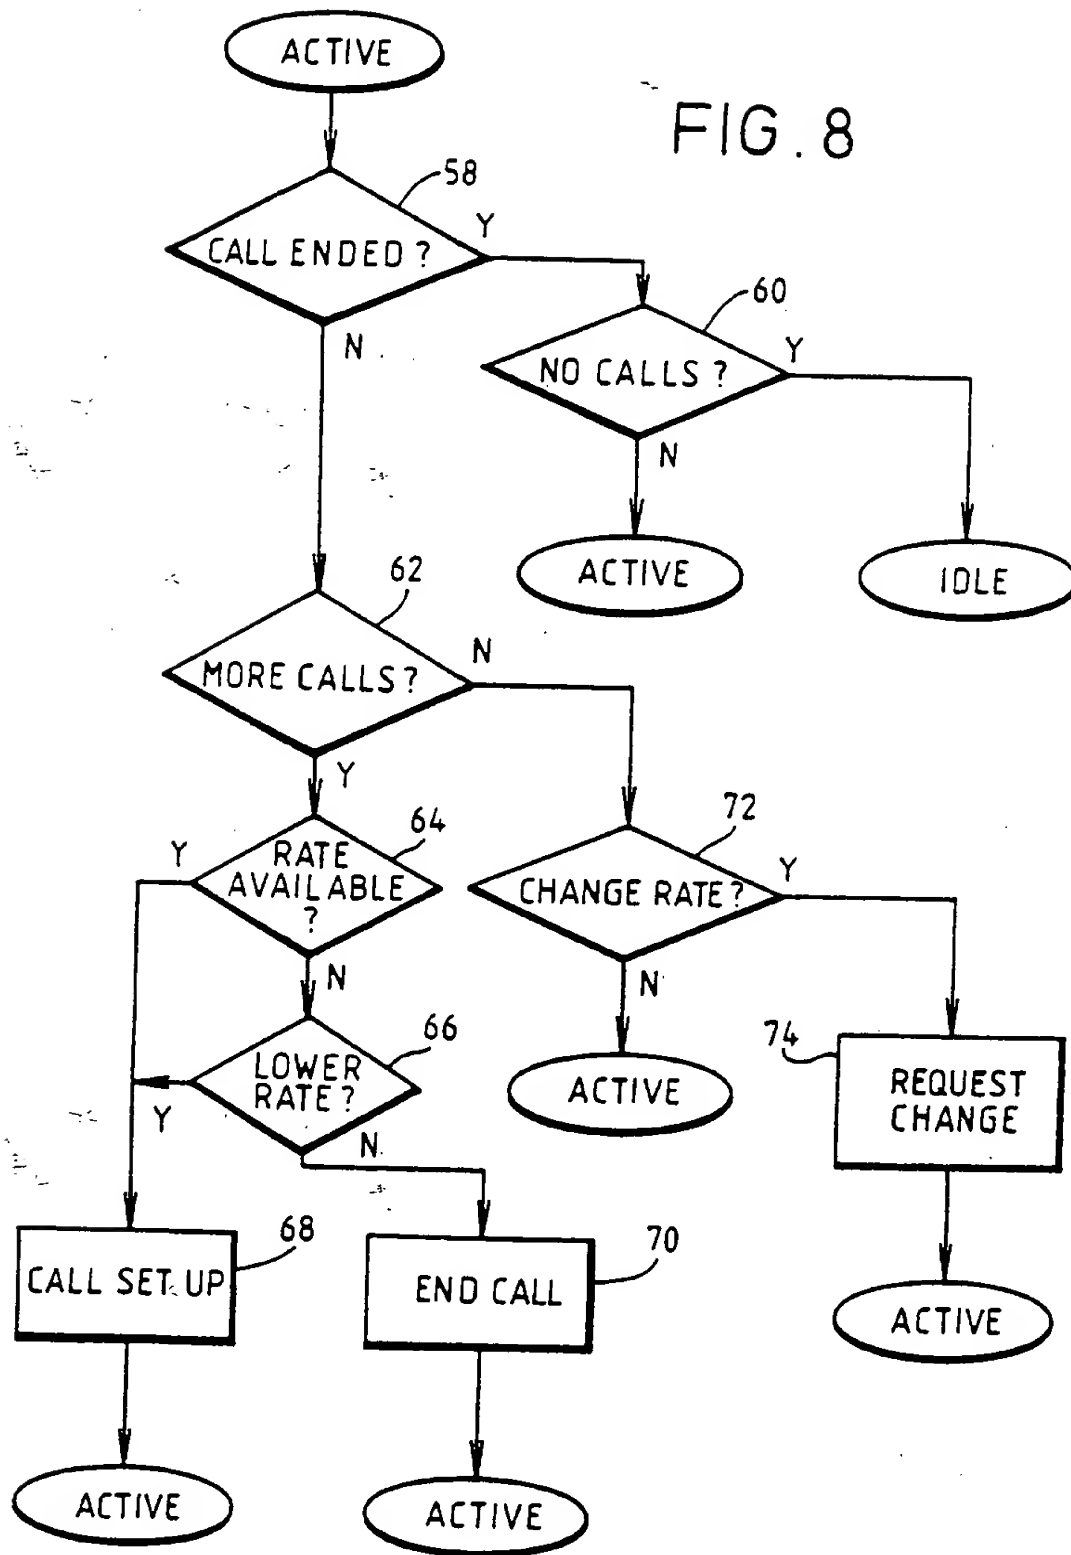 ACTIVE
FIG. 8
58
Y
CALL ENDED ?
60
N
Y
NO CALLS ?
N
ACTIVE
IDLE
62
N
MORE CALLS ?
Y
64
72
Y
RATE
AVAILABLE
?
Y
CHANGE RATE ?
N
N
66
74
LOWER
RATE ?
Y
N
ACTIVE
REQUEST
CHANGE
68
70
CALL SET UP
END CALL
ACTIVE
ACTIVE
ACTIVE